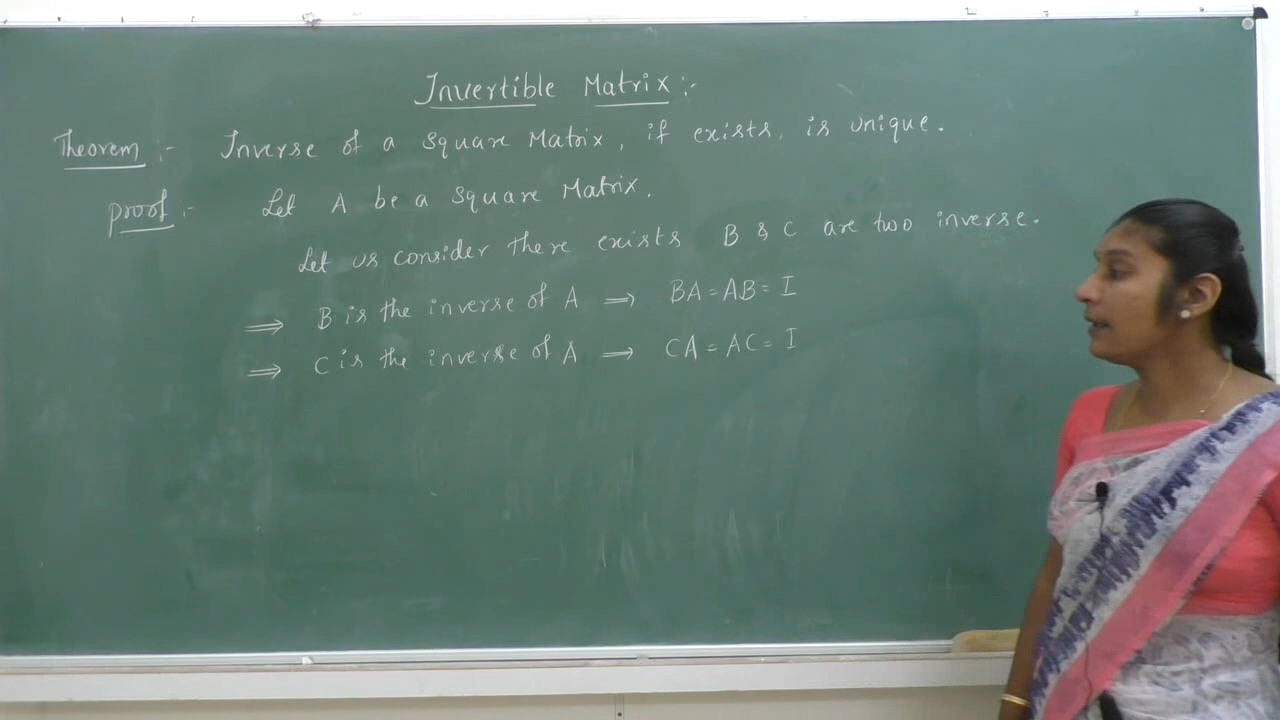 Invertible Matrix :-
Theorem :- Inverse of a square Matrix, if exists, is unique.
proof :- Let A be a square Matrix.
Let us consider there exists B & C are two inverse.
⟹ B is the inverse of A ⟹ BA = AB = I
⟹ C is the inverse of A ⟹ CA = AC = I